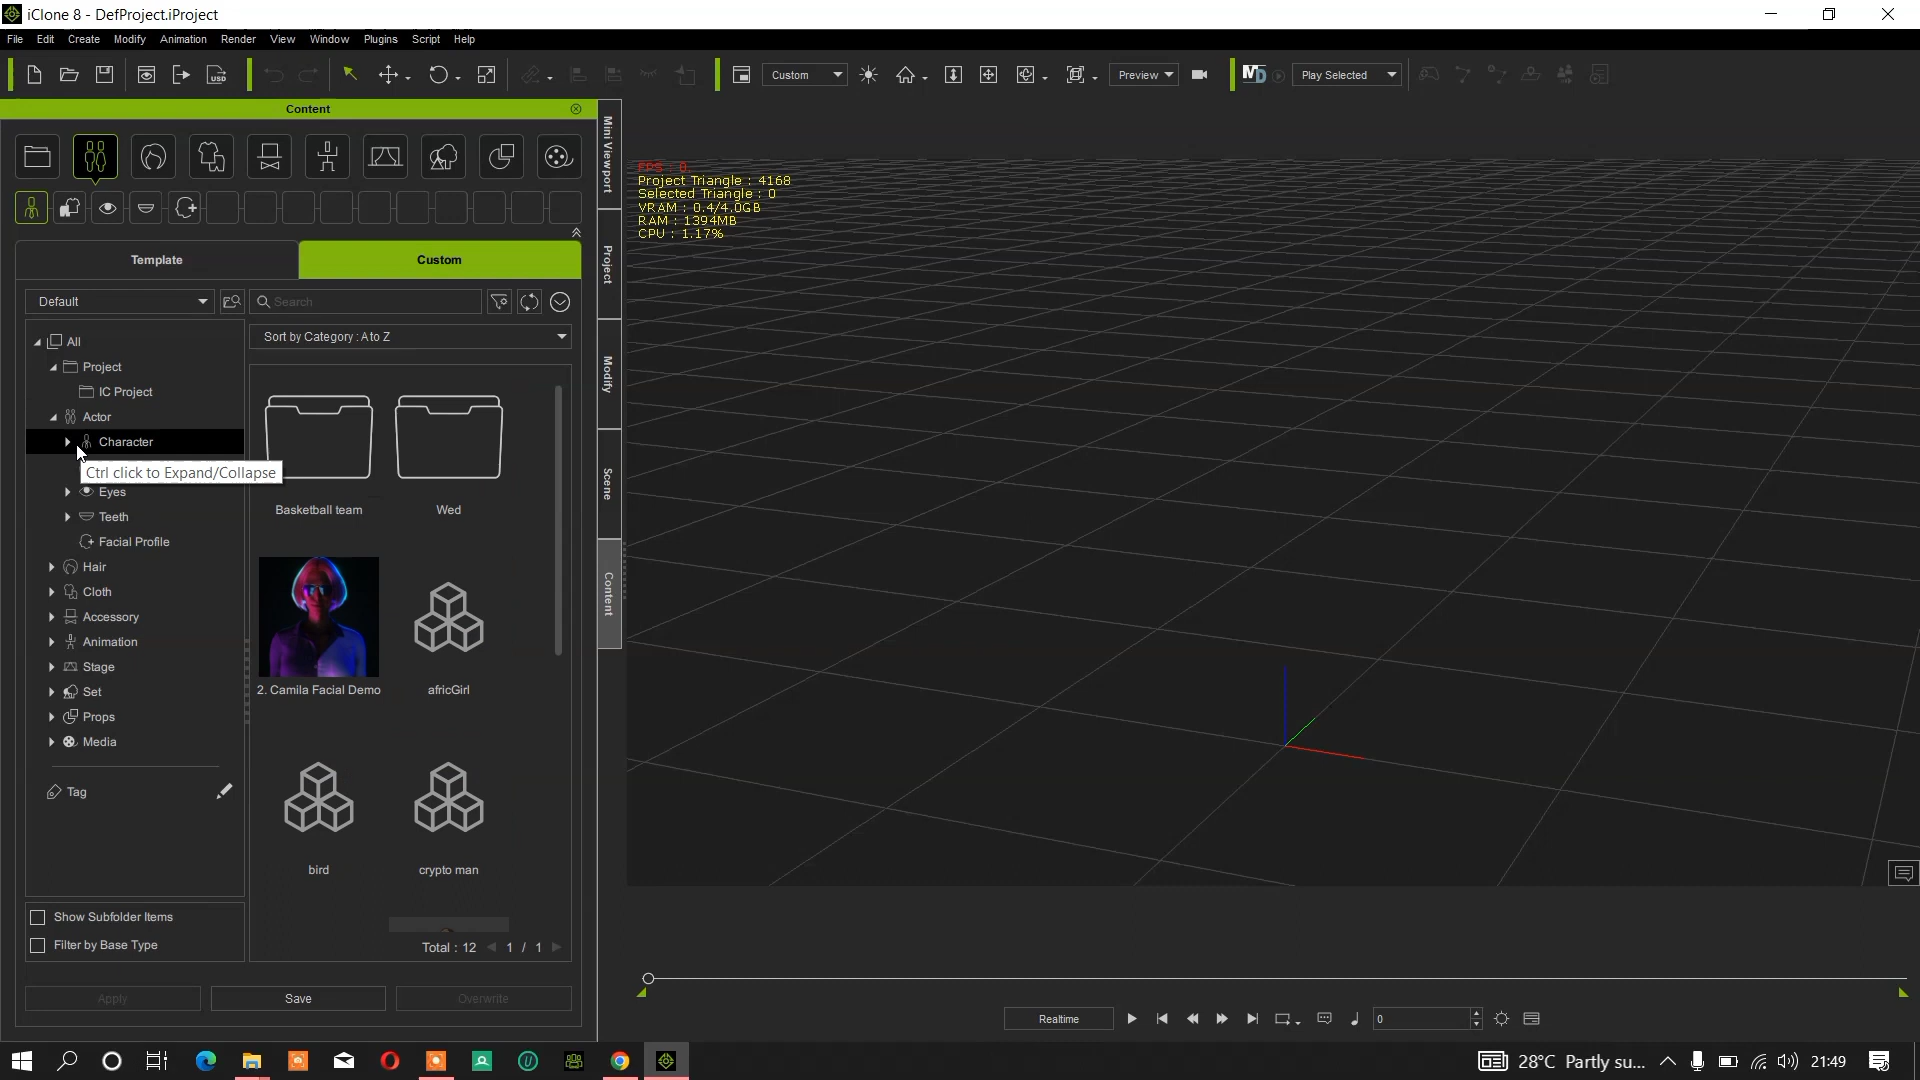 iClone 8 - DefProject.iProject
File Edit Create Modify Animation Render View Window Plugins Script Help
USD
Custom
Preview
MD
Play Selected
Content
Mini Viewport
Project
Modify
Scene
Content
Template
Custom
Default
Search
Sort by Category : A to Z
All
Project
IC Project
Actor
Character
Ctrl click to Expand/Collapse
Eyes
Teeth
Facial Profile
Hair
Cloth
Accessory
Animation
Stage
Set
Props
Media
Tag
Basketball team
Wed
2. Camila Facial Demo
africGirl
bird
crypto man
Show Subfolder Items
Filter by Base Type
Total : 12 1 / 1
Apply
Save
Overwrite
FPS : 0
Project Triangle : 4168
Selected Triangle : 0
VRAM : 0.4/4.0GB
RAM : 1394MB
CPU : 1.17%
Realtime
0
28°C Partly su...
21:49